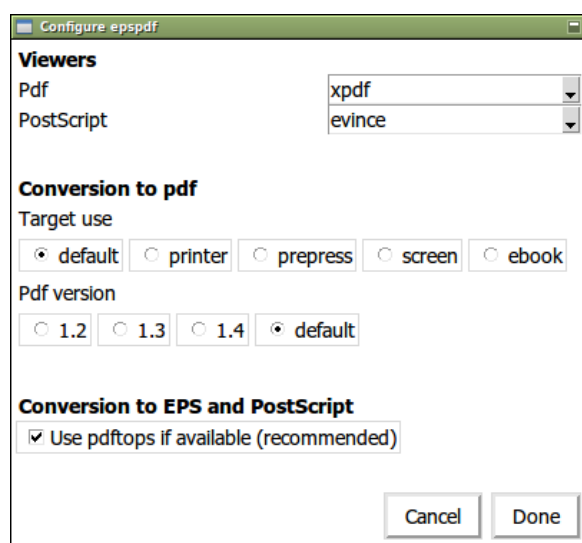 Configure epspdf
Viewers
Pdf xpdf
PostScript evince
Conversion to pdf
Target use
default printer prepress screen ebook
Pdf version
1.2 1.3 1.4 default
Conversion to EPS and PostScript
Use pdftops if available (recommended)
Cancel Done